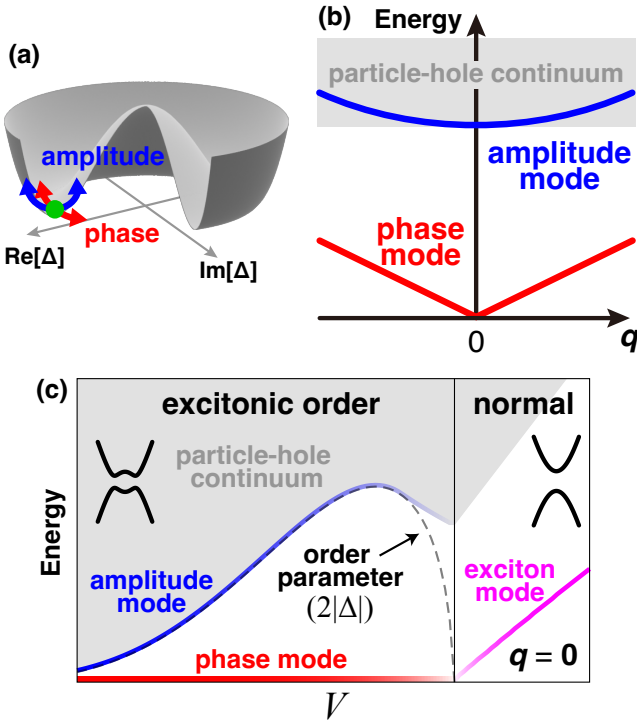 (a)
amplitude
phase
Re[Δ]
Im[Δ]
(b)
Energy
particle-hole continuum
amplitude
mode
phase
mode
0
q
(c)
excitonic order
normal
particle-hole
continuum
Energy
amplitude
mode
order
parameter
(2|Δ|)
exciton
mode
phase mode
q = 0
V